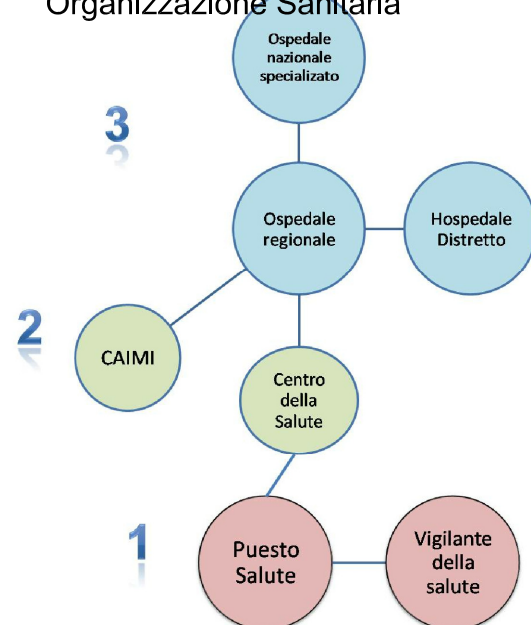 Organizzazione Sanitaria
Ospedale
nazionale
specializato
3
Ospedale
regionale
Hospedale
Distretto
2
CAIMI
Centro
della
Salute
1
Puesto
Salute
Vigilante
della
salute